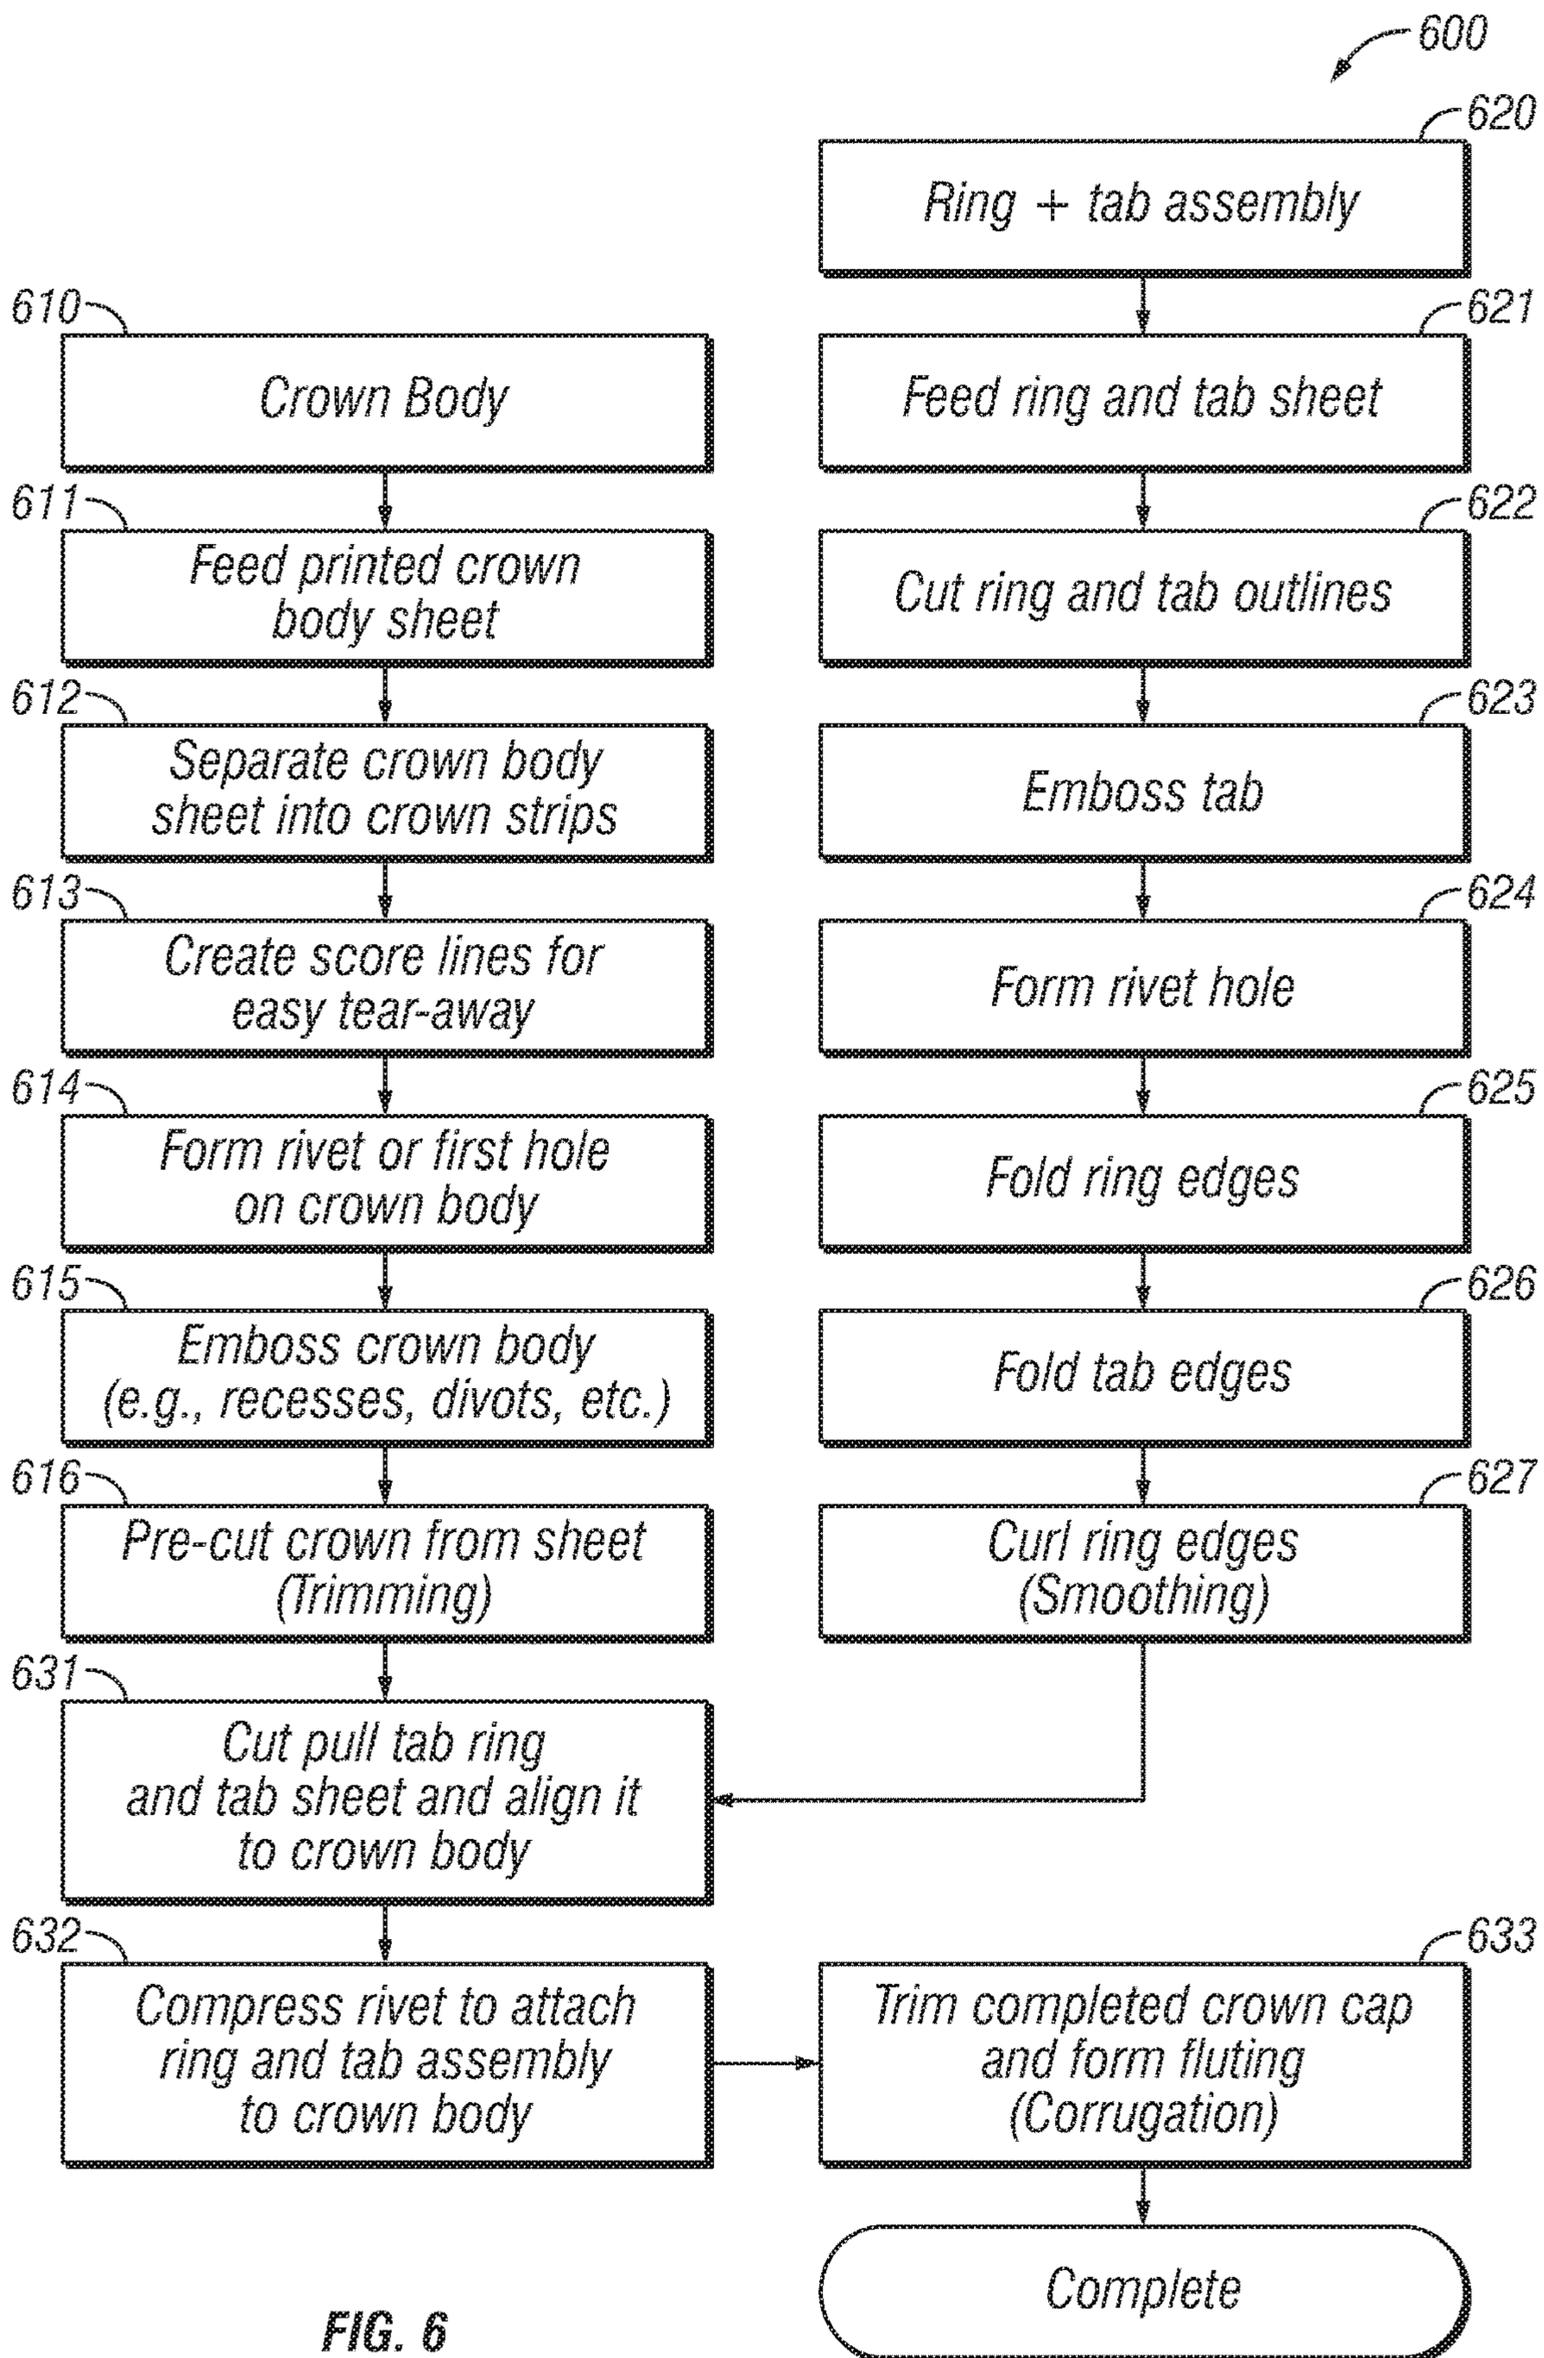 600
620
Ring + tab assembly
610
Crown Body
621
Feed ring and tab sheet
611
Feed printed crown
body sheet
622
Cut ring and tab outlines
612
Separate crown body
sheet into crown strips
623
Emboss tab
613
Create score lines for
easy tear-away
624
Form rivet hole
614
Form rivet or first hole
on crown body
625
Fold ring edges
615
Emboss crown body
(e.g., recesses, divots, etc.)
626
Fold tab edges
616
Pre-cut crown from sheet
(Trimming)
627
Curl ring edges
(Smoothing)
631
Cut pull tab ring
and tab sheet and align it
to crown body
632
Compress rivet to attach
ring and tab assembly
to crown body
633
Trim completed crown cap
and form fluting
(Corrugation)
Complete
FIG. 6